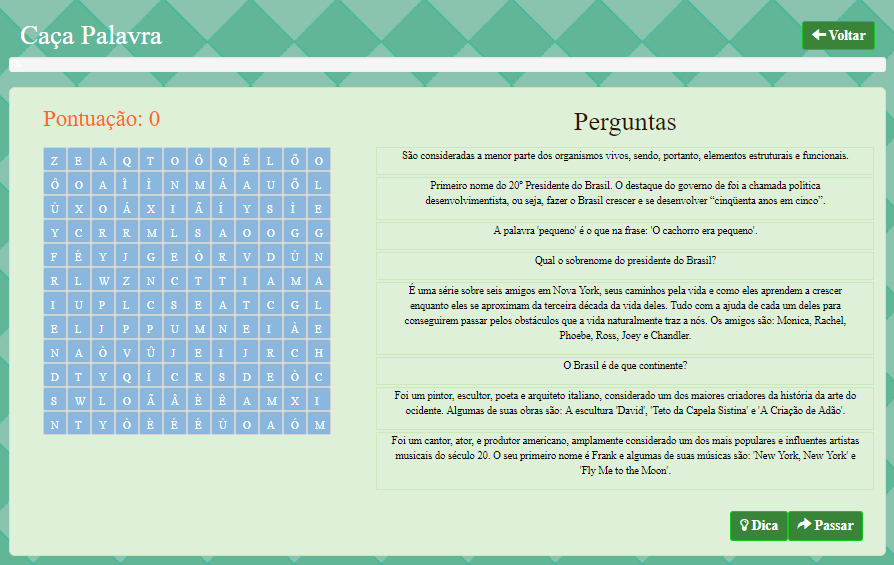 Caça Palavra
Voltar
Pontuação: 0
Z E A Q T O Ô Q É L Õ O
Ô O A Ì Ì N M Á A U Õ L
Ù X O Á X I Ã Í Y S Ì E
Y C R R M L S A O O G G
F É Y J G E Ò R V D Ù N
R L W Z N C T T I A M A
I U P L C S E A T C G L
E L J P P U M N E I À E
N A Ò V Û J E I J R C H
D T Y Q Í C R S D E Ò C
S W L O Ã Â È Ê A M X I
N T Y Ò È É É Ù O A Ó M
Perguntas
São consideradas a menor parte dos organismos vivos, sendo, portanto, elementos estruturais e funcionais.
Primeiro nome do 20° Presidente do Brasil. O destaque do governo de foi a chamada política
desenvolvimentista, ou seja, fazer o Brasil crescer e se desenvolver “cinqüenta anos em cinco”.
A palavra 'pequeno' é o que na frase: 'O cachorro era pequeno'.
Qual o sobrenome do presidente do Brasil?
É uma série sobre seis amigos em Nova York, seus caminhos pela vida e como eles aprendem a crescer
enquanto eles se aproximam da terceira década da vida deles. Tudo com a ajuda de cada um deles para
conseguirem passar pelos obstáculos que a vida naturalmente traz a nós. Os amigos são: Monica, Rachel,
Phoebe, Ross, Joey e Chandler.
O Brasil é de que continente?
Foi um pintor, escultor, poeta e arquiteto italiano, considerado um dos maiores criadores da história da arte do
ocidente. Algumas de suas obras são: A escultura 'David', 'Teto da Capela Sistina' e 'A Criação de Adão'.
Foi um cantor, ator, e produtor americano, amplamente considerado um dos mais populares e influentes artistas
musicais do século 20. O seu primeiro nome é Frank e algumas de suas músicas são: 'New York, New York' e
'Fly Me to the Moon'.
Dica
Passar